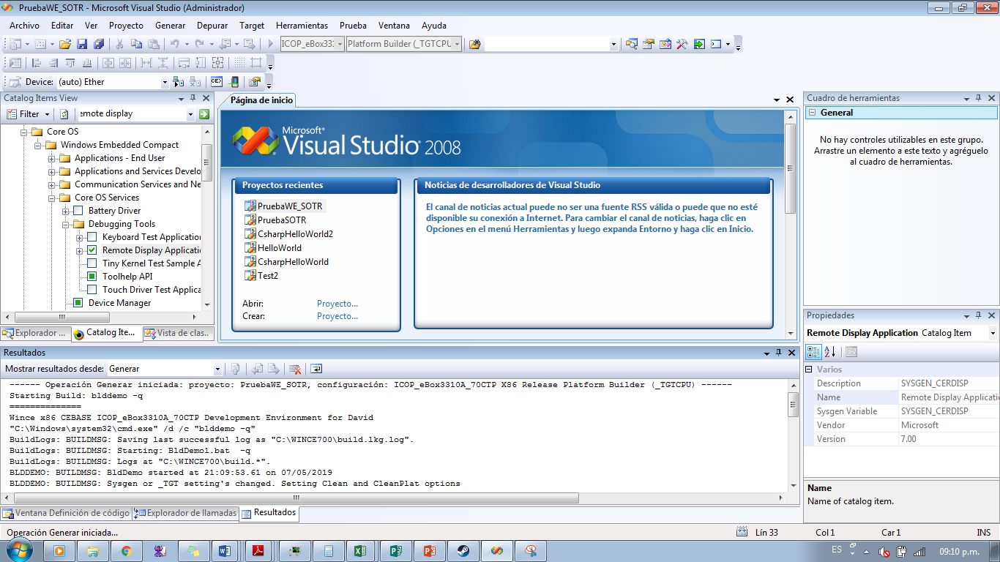 PruebaWE_SOTR - Microsoft Visual Studio (Administrador)
Archivo Editar Ver Proyecto Generar Depurar Target Herramientas Prueba Ventana Ayuda
ICOP_eBox331 Platform Builder (_TGTCPU
Device: (auto) Ether
Catalog Items View
Filter emote display
Core OS
Windows Embedded Compact
Applications - End User
Applications and Services Develo
Communication Services and Ne
Core OS Services
Battery Driver
Debugging Tools
Keyboard Test Application
Remote Display Applicatio
Tiny Kernel Test Sample A
Toolhelp API
Touch Driver Test Applica
Device Manager
Explorador ... Catalog Ite... Vista de clas..
Página de inicio
Microsoft®
Visual Studio® 2008
Proyectos recientes
PruebaWE_SOTR
PruebaSOTR
CsharpHelloWorld2
HelloWorld
CsharpHelloWorld
Test2
Abrir: Proyecto...
Crear: Proyecto...
Noticias de desarrolladores de Visual Studio
El canal de noticias actual puede no ser una fuente RSS válida o puede que no esté
disponible su conexión a Internet. Para cambiar el canal de noticias, haga clic en
Opciones en el menú Herramientas y luego expanda Entorno y haga clic en Inicio.
Cuadro de herramientas
General
No hay controles utilizables en este grupo.
Arrastre un elemento a este texto y agréguelo
al cuadro de herramientas.
Propiedades
Remote Display Application Catalog Item
Varios
Description SYSGEN_CERDISP
Name Remote Display Applicatio
Sysgen Variable SYSGEN_CERDISP
Vendor Microsoft
Version 7.00
Name
Name of catalog item.
Resultados
Mostrar resultados desde: Generar
------ Operación Generar iniciada: proyecto: PruebaWE_SOTR, configuración: ICOP_eBox3310A_70CTP X86 Release Platform Builder (_TGTCPU) ------
Starting Build: blddemo -q
==============
Wince x86 CEBASE ICOP_eBox3310A_70CTP Development Environment for David
"C:\Windows\system32\cmd.exe" /d /c "blddemo -q"
BuildLogs: BUILDMSG: Saving last successful log as "C:\WINCE700\build.lkg.log".
BuildLogs: BUILDMSG: Starting: BldDemo1.bat  -q
BuildLogs: BUILDMSG: Logs at "C:\WINCE700\build.*".
BLDDEMO: BUILDMSG: BldDemo started at 21:09:53.61 on 07/05/2019
BLDDEMO: BUILDMSG: Sysgen or _TGT setting's changed. Setting Clean and CleanPlat options
Ventana Definición de código Explorador de llamadas Resultados
Operación Generar iniciada... Lín 33 Col 1 Car 1 INS
ES 09:10 p.m.